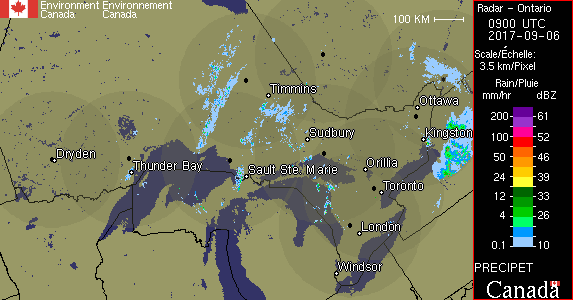 Environment Environnement
Canada Canada
100 KM
Timmins
Ottawa
Sudbury
Kingston
Dryden
Thunder Bay
Sault Ste. Marie
Orillia
Toronto
London
Windsor
Radar - Ontario
0900 UTC
2017-09-06
Scale/Échelle:
3.5 km/Pixel
Rain/Pluie
mm/hr dBZ
200 61
100 56
50 46
24 39
12 33
4 26
0.1 10
52
PRECIPET
Canada